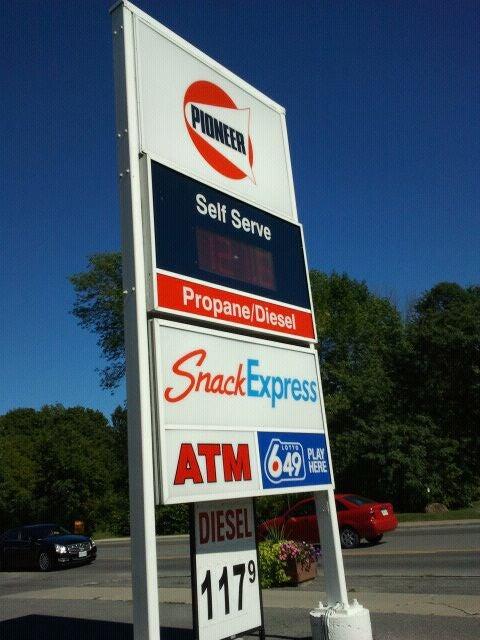 PIONEER
Self Serve
Propane/Diesel
SnackExpress
ATM
LOTTO
649
PLAY
HERE
DIESEL
117⁹